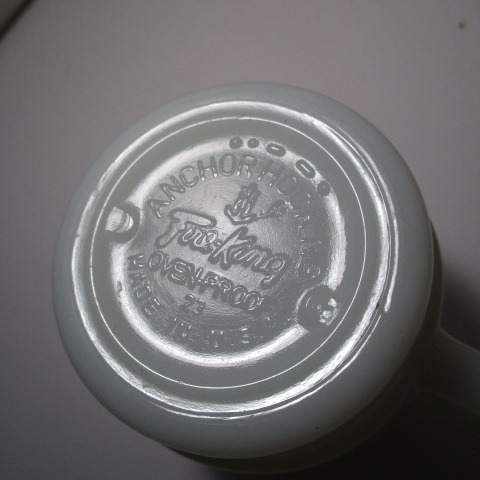 ANCHOR HOCKING
Fire-King
OVEN-PROOF
23
MADE IN U.S.A.